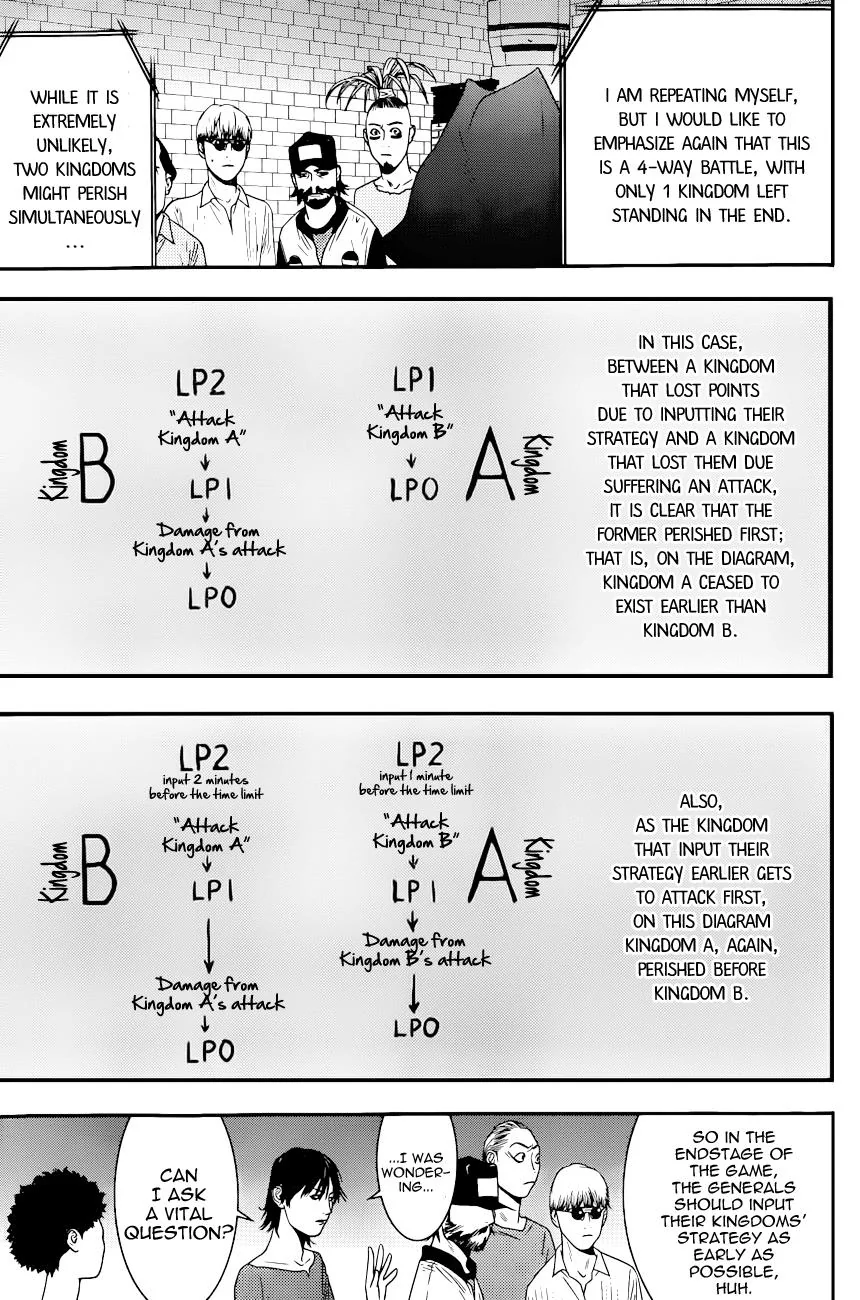 I AM REPEATING MYSELF,
BUT I WOULD LIKE TO
EMPHASIZE AGAIN THAT THIS
IS A 4-WAY BATTLE, WITH
ONLY 1 KINGDOM LEFT
STANDING IN THE END.
WHILE IT IS
EXTREMELY
UNLIKELY,
TWO KINGDOMS
MIGHT PERISH
SIMULTANEOUSLY
...
IN THIS CASE,
BETWEEN A KINGDOM
THAT LOST POINTS
DUE TO INPUTTING THEIR
STRATEGY AND A KINGDOM
THAT LOST THEM DUE
SUFFERING AN ATTACK,
IT IS CLEAR THAT THE
FORMER PERISHED FIRST;
THAT IS, ON THE DIAGRAM,
KINGDOM A CEASED TO
EXIST EARLIER THAN
KINGDOM B.
Kingdom
A
LP1
"Attack
Kingdom B"
LP0
LP2
"Attack
Kingdom A"
LP1
Damage from
Kingdom A's attack
LP0
Kingdom
B
ALSO,
AS THE KINGDOM
THAT INPUT THEIR
STRATEGY EARLIER GETS
TO ATTACK FIRST,
ON THIS DIAGRAM
KINGDOM A, AGAIN,
PERISHED BEFORE
KINGDOM B.
Kingdom
A
LP2
input 1 minute
before the time limit
"Attack
Kingdom B"
LP1
Damage from
Kingdom B's attack
LP0
LP2
input 2 minutes
before the time limit
"Attack
Kingdom A"
LP1
Damage from
Kingdom A's attack
LP0
Kingdom
B
SO IN THE
ENDSTAGE OF
THE GAME,
THE GENERALS
SHOULD INPUT
THEIR KINGDOMS'
STRATEGY AS
EARLY AS
POSSIBLE,
HUH.
...I WAS
WONDER-
ING...
CAN
I ASK
A VITAL
QUESTION?